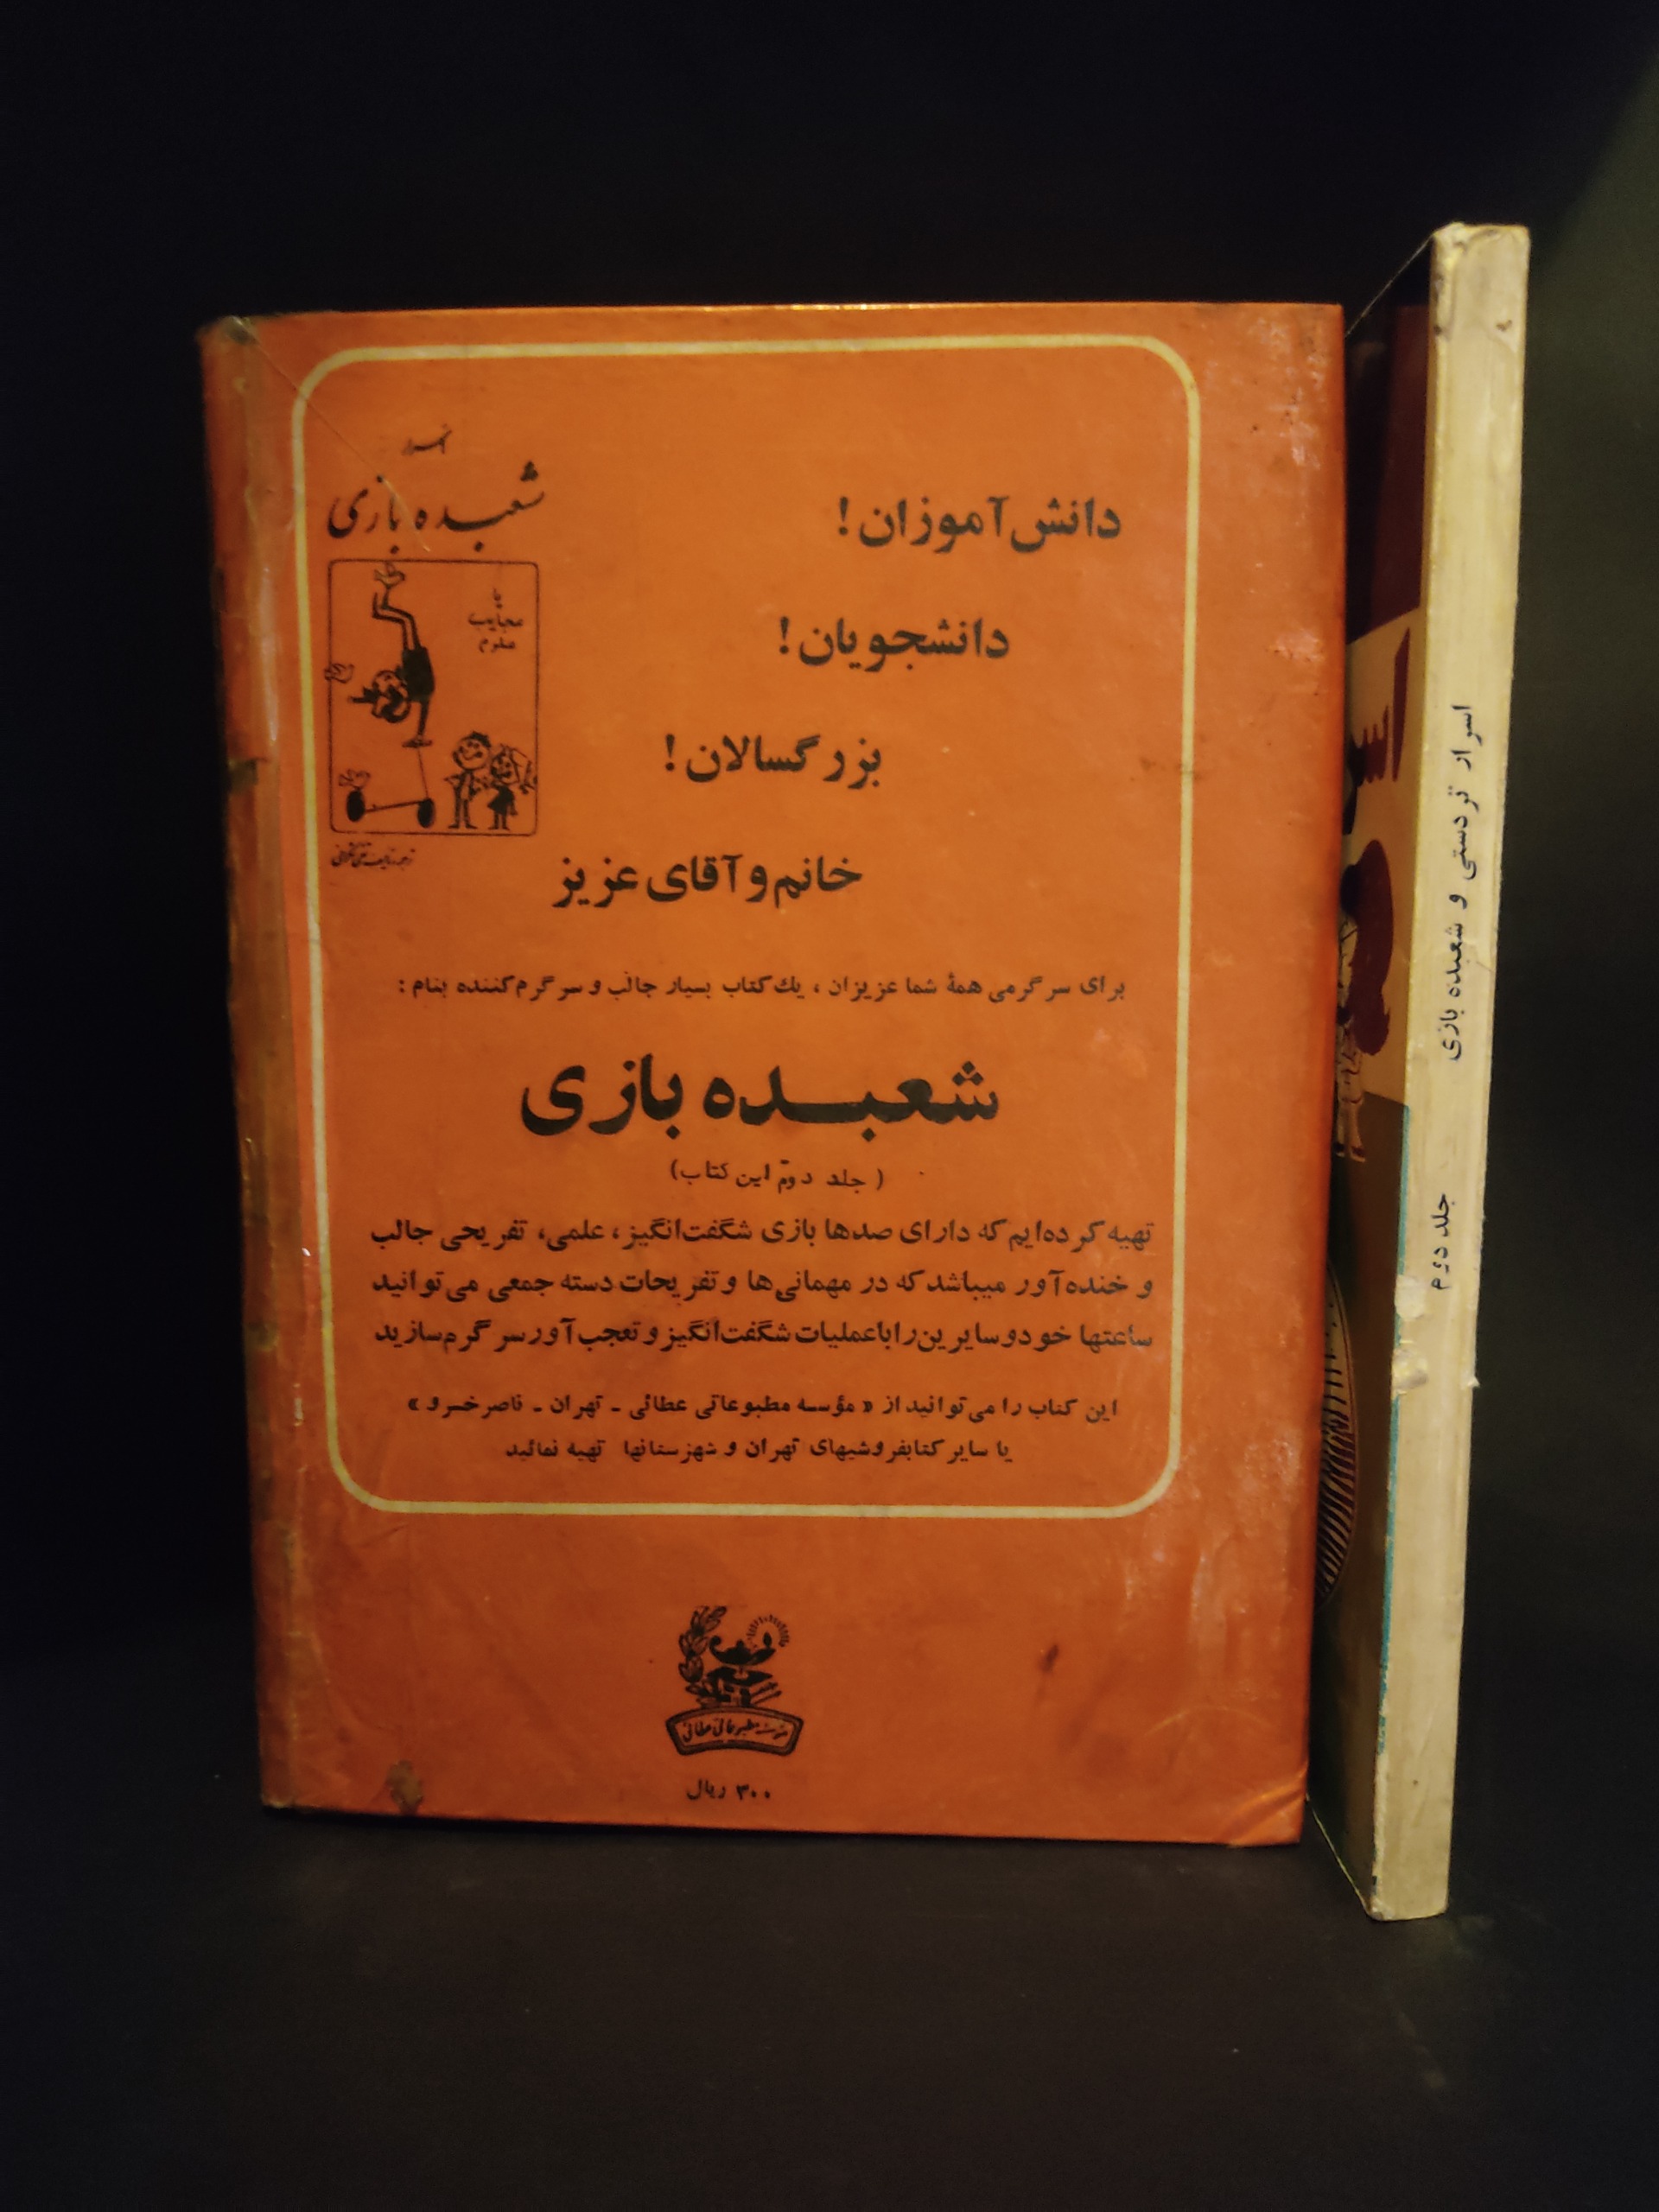 اسرار
شعبده بازی
با
عجایب
علوم
دانش‌آموزان!
دانشجویان!
بزرگسالان!
خانم و آقای عزیز
برای سرگرمی همهٔ شما عزیزان، یك کتاب بسیار جالب و سرگرم‌کننده بنام:
شعبده بازی
(جلد دوّم این کتاب)
تهیه کرده‌ایم که دارای صدها بازی شگفت‌انگیز، علمی، تفریحی جالب
و خنده‌آور میباشد که در مهمانی‌ها و تفریحات دسته جمعی می‌توانید
ساعتها خود و سایرین را با عملیات شگفت‌انگیز و تعجب‌آور سرگرم سازید
این کتاب را می‌توانید از «مؤسسه مطبوعاتی عطائی - تهران - ناصرخسرو»
یا سایر کتابفروشیهای تهران و شهرستانها تهیه نمائید
مؤسسه مطبوعاتی عطائی
۳۰۰ ریال
اسرار تردستی و شعبده بازی
جلد دوم